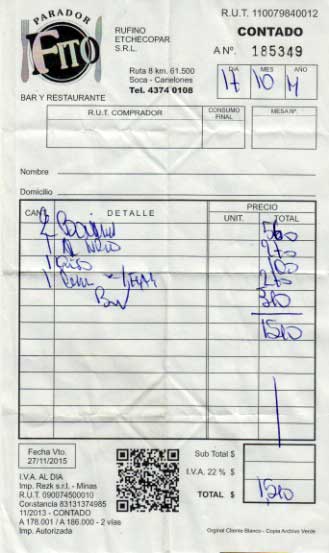 PARADOR
FITO
BAR Y RESTAURANTE
RUFINO
ETCHECOPAR
S.R.L.
Ruta 8 km. 61.500
Soca - Canelones
Tel. 4374 0108
R.U.T. 110079840012
CONTADO
A Nº. 185349
DIA MES AÑO
17 10 14
R.U.T. COMPRADOR
CONSUMO
FINAL
MESA Nº.
Nombre
Domicilio
CANT. DETALLE PRECIO
UNIT. TOTAL
2 560
1
1
1
Fecha Vto.
27/11/2015
I.V.A. AL DIA
Imp. Rezk s.r.l. - Minas
R.U.T. 090074500010
Constancia 83131374985
11/2013 - CONTADO
A 178.001 / A 186.000 - 2 vías
Imp. Autorizada
Sub Total $
I.V.A. 22 % $
TOTAL $
Original Cliente Blanco - Copia Archivo Verde